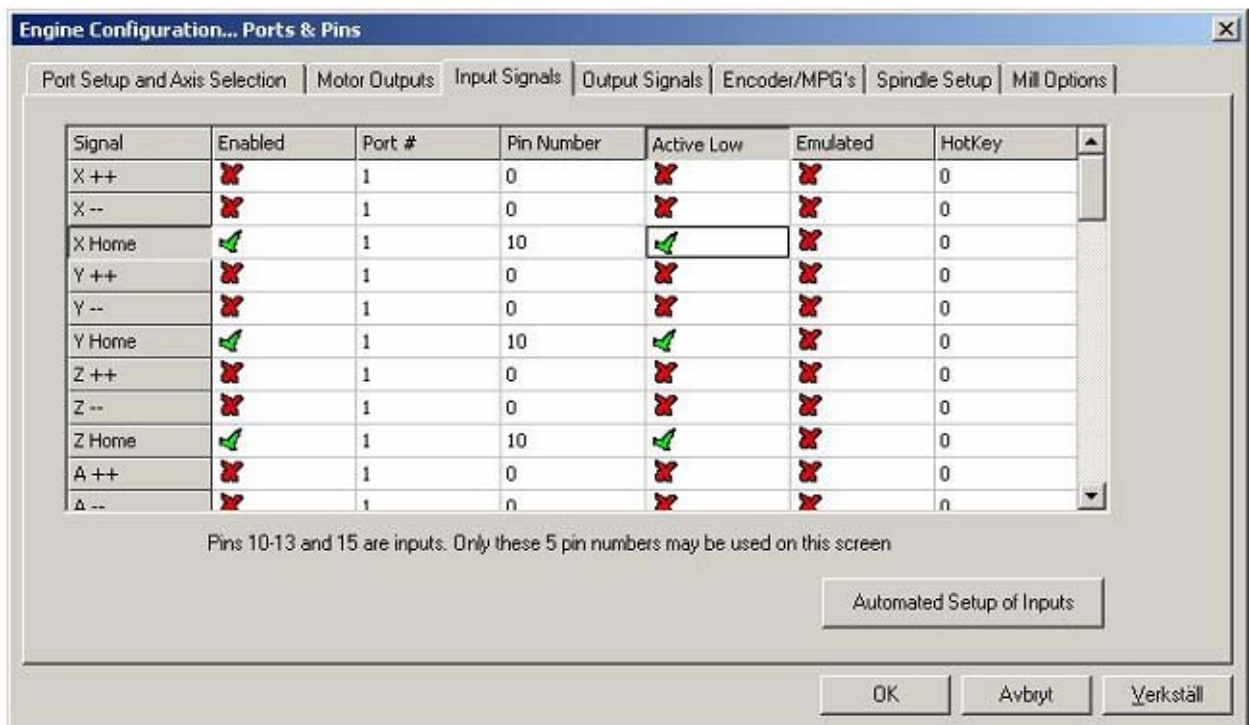 Engine Configuration... Ports & Pins
Port Setup and Axis Selection Motor Outputs Input Signals Output Signals Encoder/MPG's Spindle Setup Mill Options
Signal Enabled Port # Pin Number Active Low Emulated HotKey
X ++ 1 0 0
X -- 1 0 0
X Home 1 10 0
Y ++ 1 0 0
Y -- 1 0 0
Y Home 1 10 0
Z ++ 1 0 0
Z -- 1 0 0
Z Home 1 10 0
A ++ 1 0 0
A -- 1 0 0
Pins 10-13 and 15 are inputs. Only these 5 pin numbers may be used on this screen
Automated Setup of Inputs
OK Avbryt Verkställ